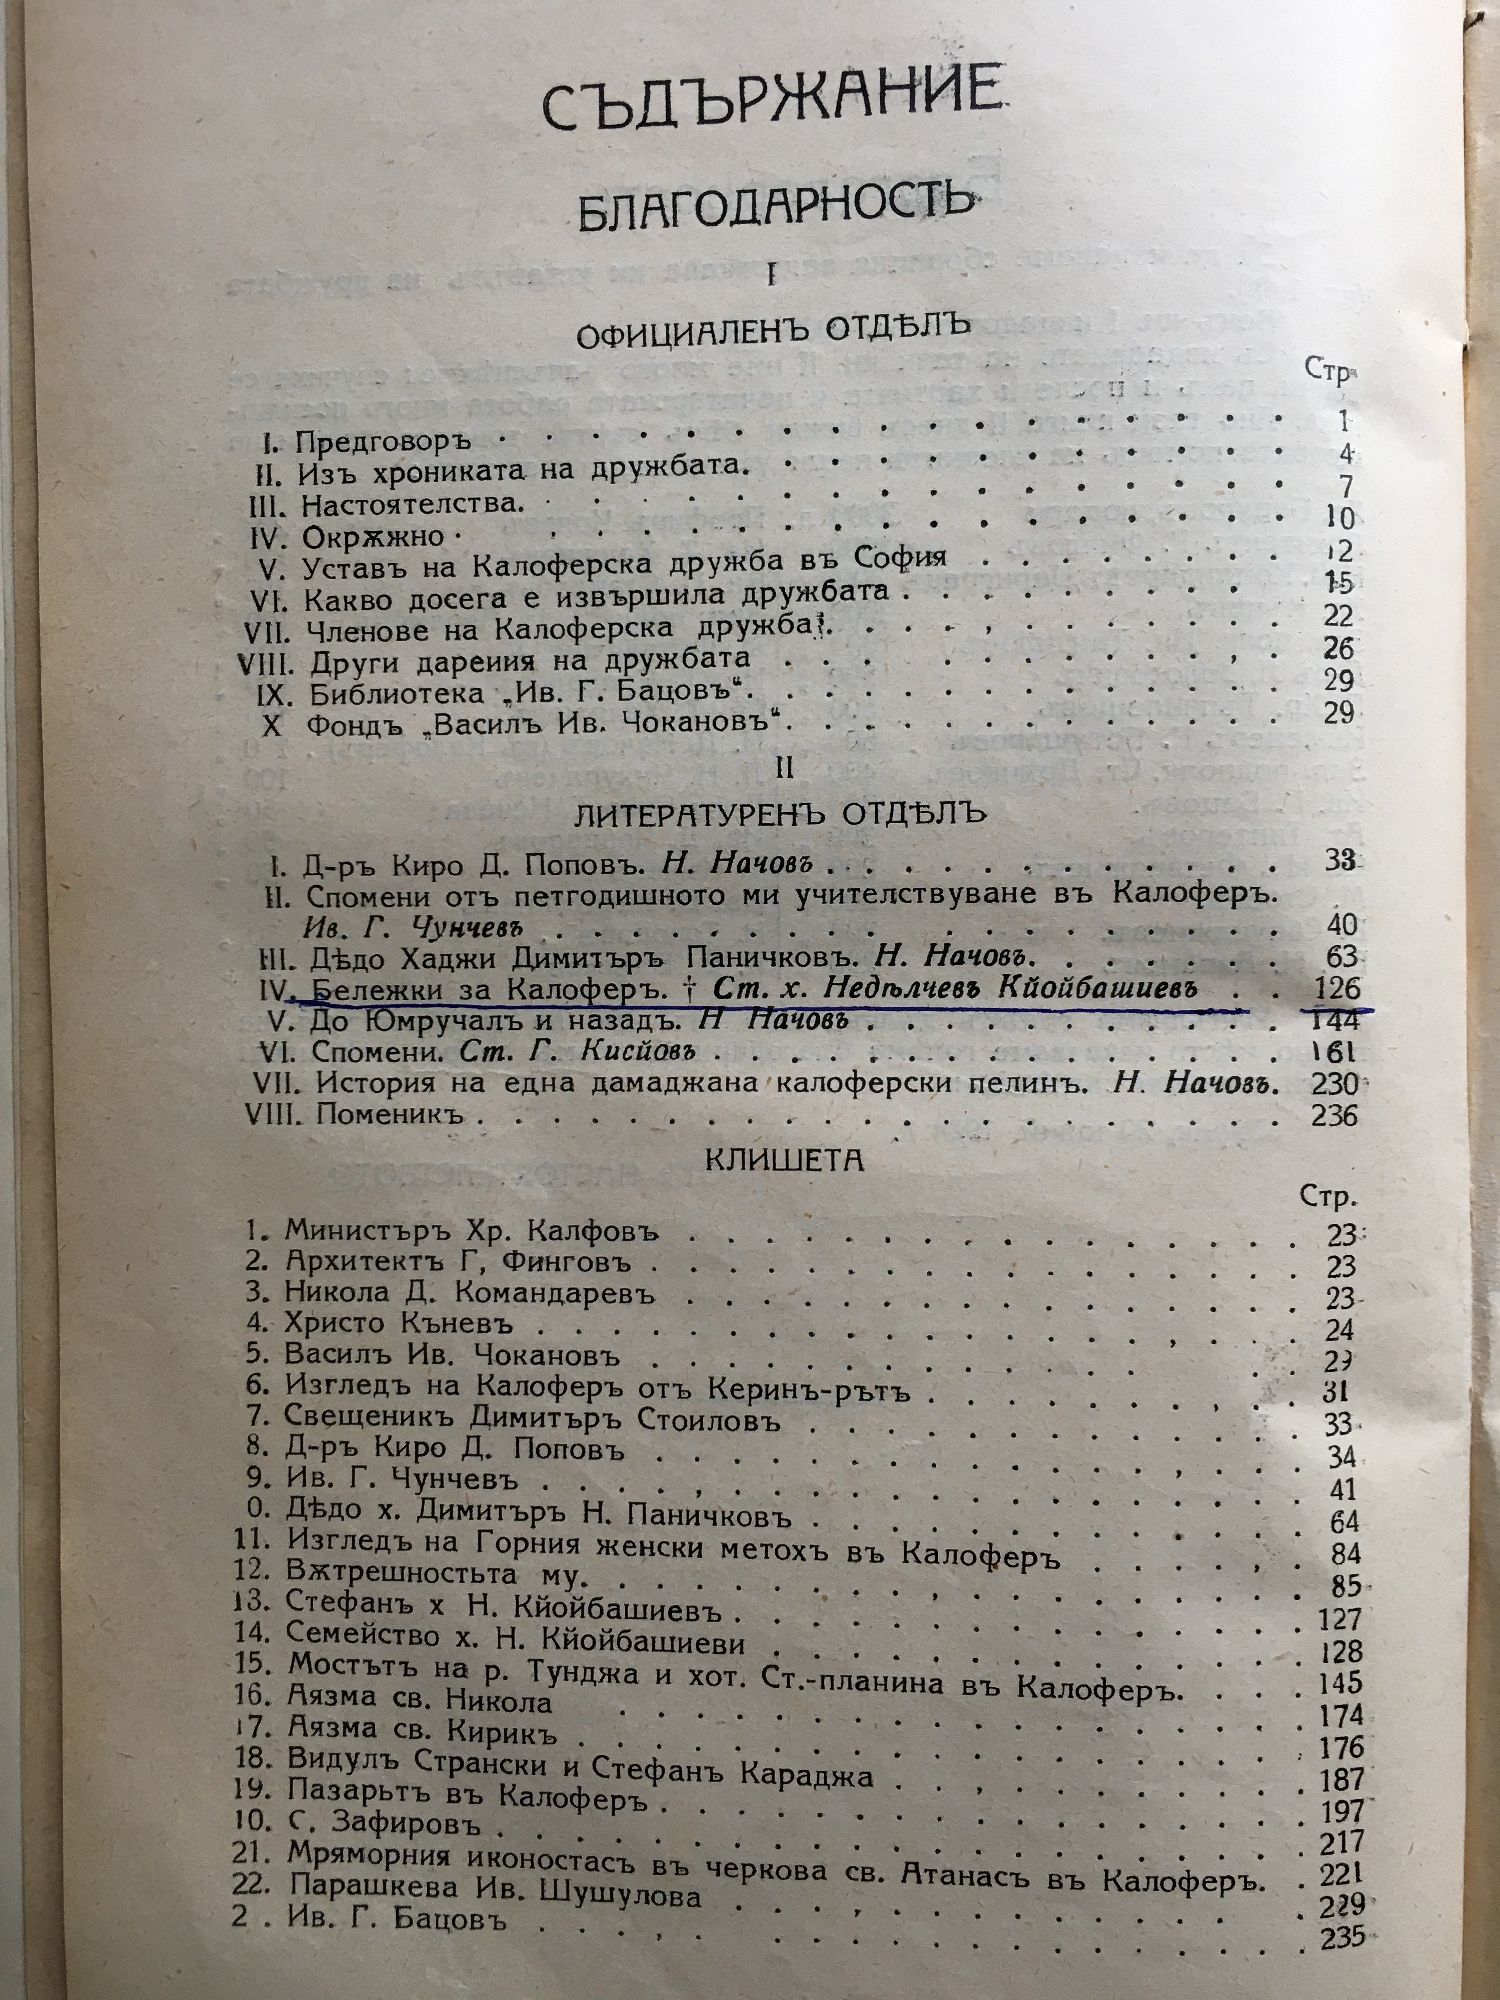 СЪДЪРЖАНИЕ
БЛАГОДАРНОСТЬ
I
ОФИЦИАЛЕНЪ ОТДѢЛЪ
Стр.
I. Предговоръ . . . . . . . . . . . . . . . 1
II. Изъ хрониката на дружбата. . . . . . . . . . . 4
III. Настоятелства. . . . . . . . . . . . . . . 7
IV. Окрѫжно . . . . . . . . . . . . . . . 10
V. Уставъ на Калоферска дружба въ София . . . . . . . 12
VI. Какво досега е извършила дружбата . . . . . . . . 15
VII. Членове на Калоферска дружба. . . . . . . . . . 22
VIII. Други дарения на дружбата . . . . . . . . . . 26
IX. Библиотека „Ив. Г. Бацовъ“. . . . . . . . . . . 29
X Фондъ „Василъ Ив. Чокановъ“. . . . . . . . . . 29
II
ЛИТЕРАТУРЕНЪ ОТДѢЛЪ
I. Д-ръ Киро Д. Поповъ. Н. Начовъ . . . . . . . . . 33
II. Спомени отъ петгодишното ми учителствуване въ Калоферъ.
Ив. Г. Чунчевъ . . . . . . . . . . . . . 40
III. Дѣдо Хаджи Димитъръ Паничковъ. Н. Начовъ. . . . . . 63
IV. Бележки за Калоферъ. † Ст. х. Недѣлчевъ Кйойбашиевъ . . 126
V. До Юмручалъ и назадъ. Н Начовъ . . . . . . . . . 144
VI. Спомени. Ст. Г. Кисйовъ . . . . . . . . . . . 161
VII. История на една дамаджана калоферски пелинъ. Н. Начовъ. 230
VIII. Поменикъ . . . . . . . . . . . . . . . 236
КЛИШЕТА
Стр.
1. Министъръ Хр. Калфовъ . . . . . . . . . . . . 23
2. Архитектъ Г, Финговъ . . . . . . . . . . . . 23
3. Никола Д. Командаревъ . . . . . . . . . . . . 23
4. Христо Къневъ . . . . . . . . . . . . . . 24
5. Василъ Ив. Чокановъ . . . . . . . . . . . . 29
6. Изгледъ на Калоферъ отъ Керинъ-рътъ . . . . . . . 31
7. Свещеникъ Димитъръ Стоиловъ . . . . . . . . . . 33
8. Д-ръ Киро Д. Поповъ . . . . . . . . . . . . 34
9. Ив. Г. Чунчевъ . . . . . . . . . . . . . . 41
0. Дѣдо х. Димитъръ Н. Паничковъ . . . . . . . . . 64
11. Изгледъ на Горния женски метохъ въ Калоферъ . . . . . 84
12. Вѫтрешностьта му. . . . . . . . . . . . . . 85
13. Стефанъ х Н. Кйойбашиевъ . . . . . . . . . . . 127
14. Семейство х. Н. Кйойбашиеви . . . . . . . . . . 128
15. Мостътъ на р. Тунджа и хот. Ст.-планина въ Калоферъ. . . . 145
16. Аязма св. Никола . . . . . . . . . . . . . 174
17. Аязма св. Кирикъ . . . . . . . . . . . . . 176
18. Видулъ Странски и Стефанъ Караджа . . . . . . . . 187
19. Пазарьтъ въ Калоферъ . . . . . . . . . . . . 197
10. С. Зафировъ . . . . . . . . . . . . . . 217
21. Мряморния иконостасъ въ черкова св. Атанасъ въ Калоферъ. . 221
22. Парашкева Ив. Шушулова . . . . . . . . . . . 229
2 . Ив. Г. Бацовъ . . . . . . . . . . . . . . 235